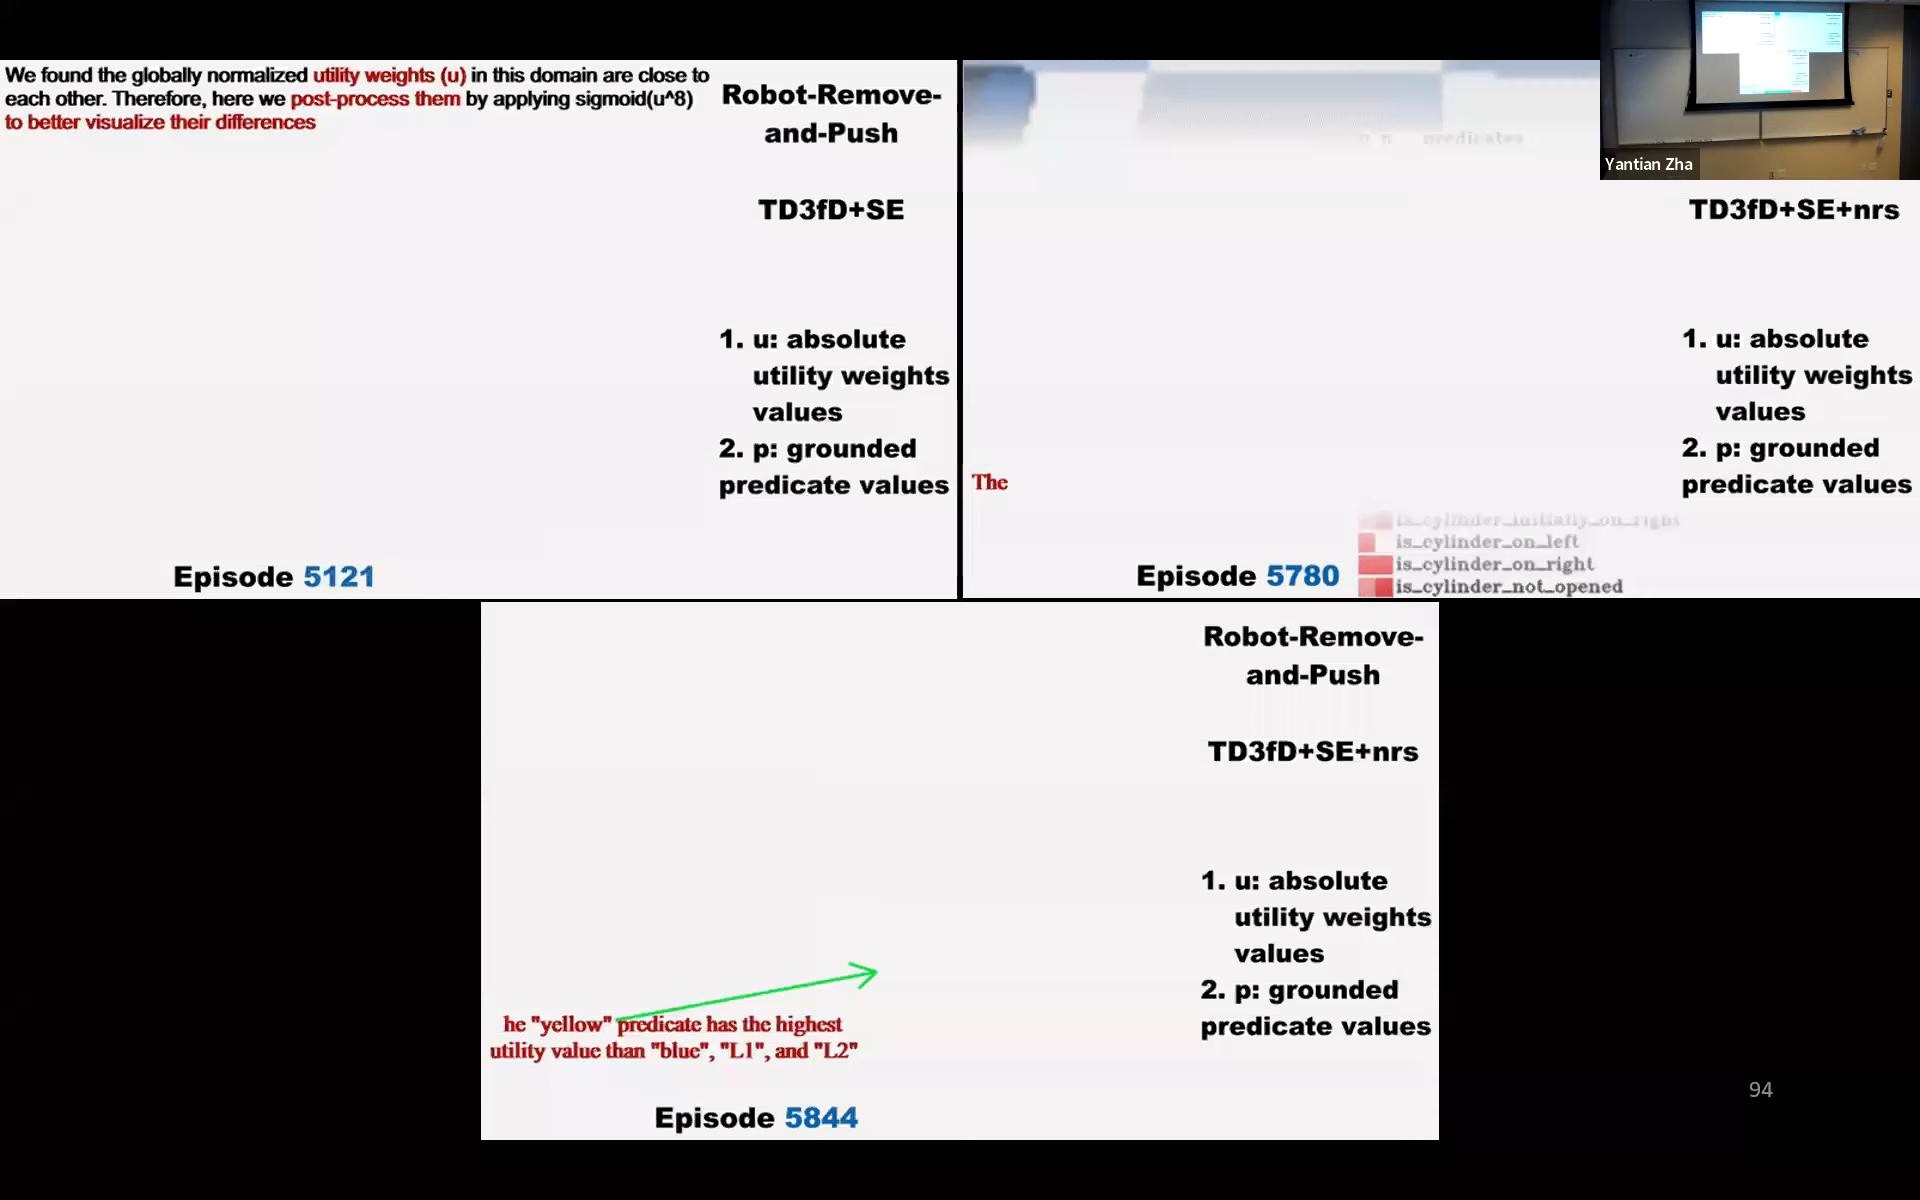 We found the globally normalized utility weights (u) in this domain are close to
each other. Therefore, here we post-process them by applying sigmoid(u^8)
to better visualize their differences
Robot-Remove-
and-Push
TD3fD+SE
1. u: absolute
utility weights
values
2. p: grounded
predicate values
Episode 5121
predicates
Yantian Zha
TD3fD+SE+nrs
1. u: absolute
utility weights
values
2. p: grounded
predicate values
The
is_cylinder_initially_on_right
is_cylinder_on_left
is_cylinder_on_right
is_cylinder_not_opened
Episode 5780
Robot-Remove-
and-Push
TD3fD+SE+nrs
1. u: absolute
utility weights
values
2. p: grounded
predicate values
he "yellow" predicate has the highest
utility value than "blue", "L1", and "L2"
Episode 5844
94